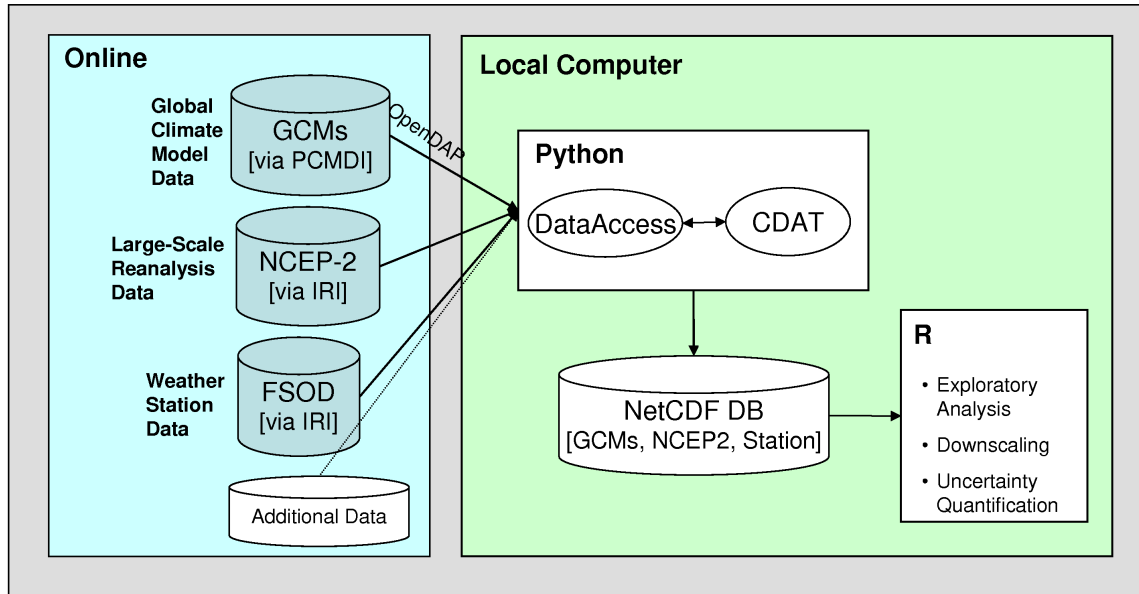 Online
Global
Climate
Model
Data
GCMs
[via PCMDI]
OpenDAP
Large-Scale
Reanalysis
Data
NCEP-2
[via IRI]
Weather
Station
Data
FSOD
[via IRI]
Additional Data
Local Computer
Python
DataAccess
CDAT
NetCDF DB
[GCMs, NCEP2, Station]
R
• Exploratory
Analysis
• Downscaling
• Uncertainty
Quantification